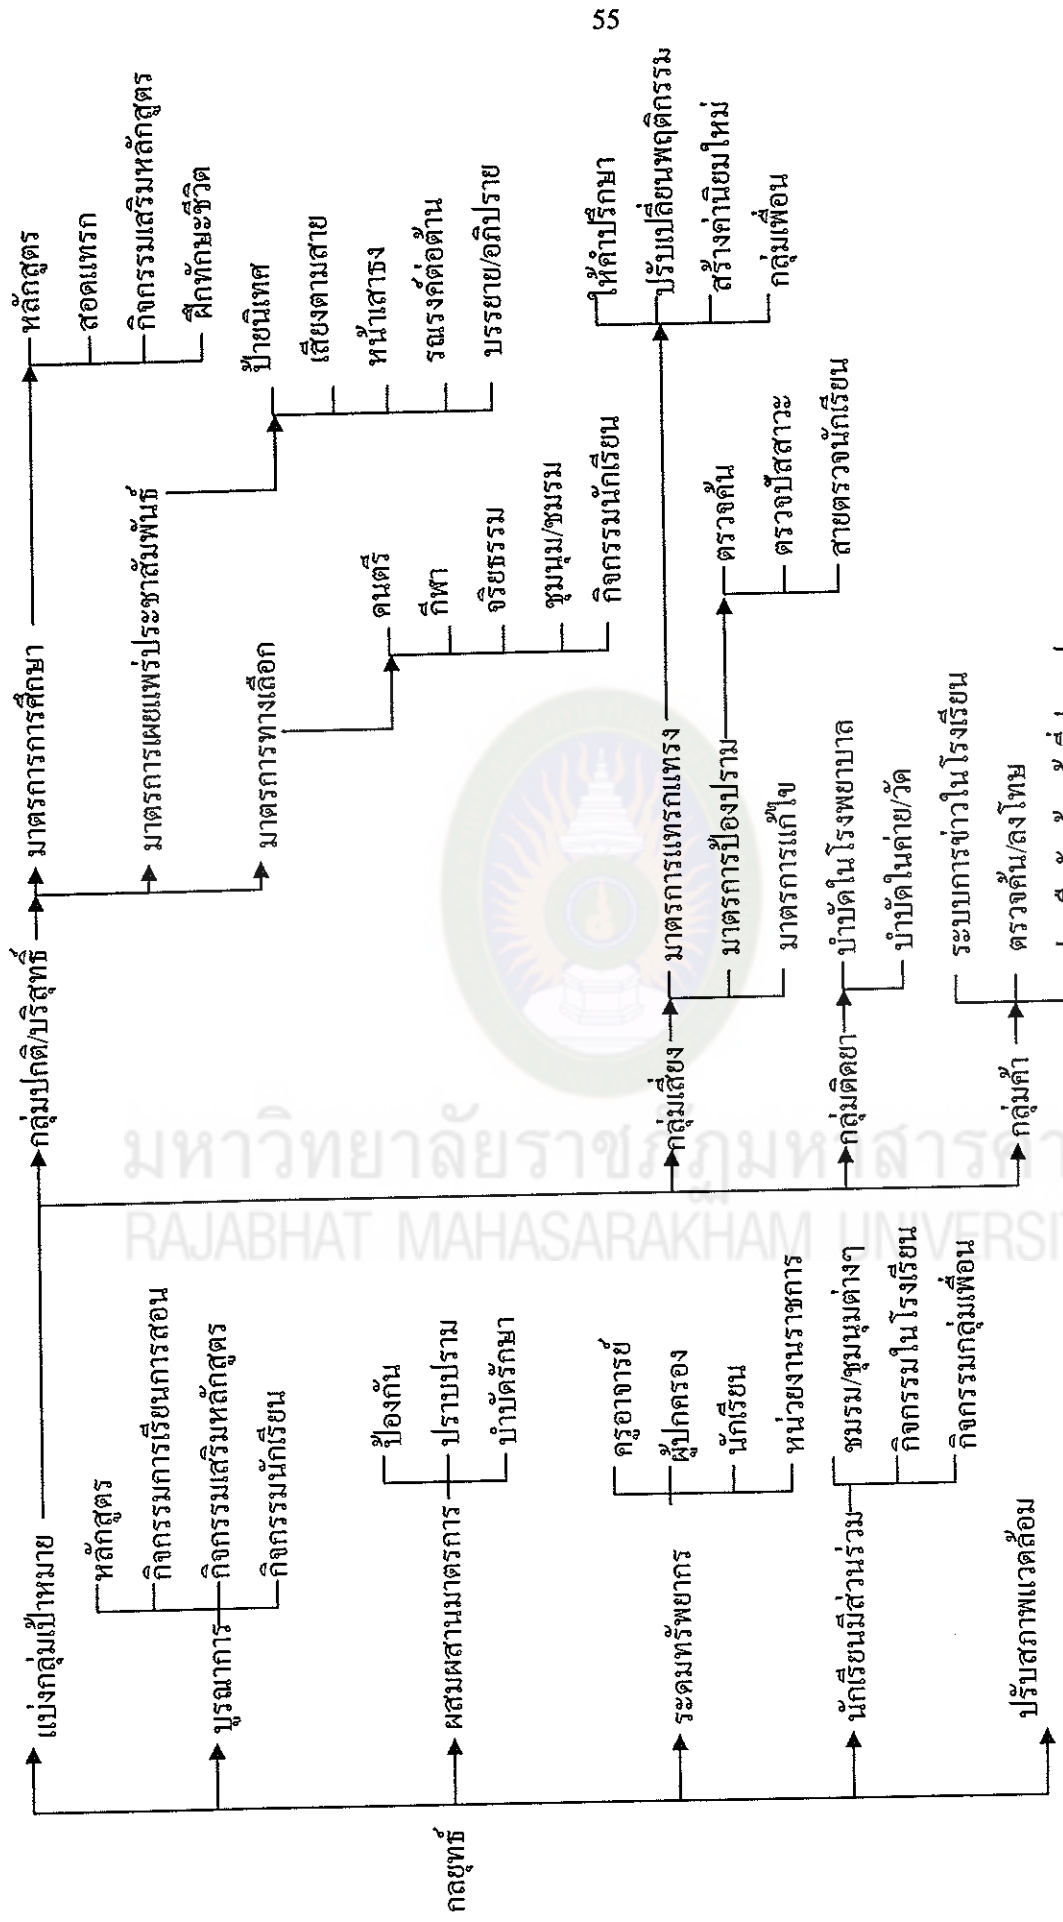 55
กลยุทธ์
แบ่งกลุ่มเป้าหมาย
กลุ่มปกติ/บริสุทธิ์
มาตรการการศึกษา
หลักสูตร
สอดแทรก
กิจกรรมเสริมหลักสูตร
ฝึกทักษะชีวิต
มาตรการเผยแพร่ประชาสัมพันธ์
ป้ายนิเทศ
เสียงตามสาย
หน้าเสาธง
รณรงค์ต่อต้าน
บรรยาย/อภิปราย
มาตรการทางเลือก
ดนตรี
กีฬา
จริยธรรม
ชุมนุม/ชมรม
กิจกรรมนักเรียน
กลุ่มเสี่ยง
มาตรการแทรกแทรง
ให้คำปรึกษา
ปรับเปลี่ยนพฤติกรรม
สร้างค่านิยมใหม่
กลุ่มเพื่อน
มาตรการป้องปราม
ตรวจค้น
ตรวจปัสสาวะ
สายตรวจนักเรียน
มาตรการแก้ไข
กลุ่มติดยา
บำบัดในโรงพยาบาล
บำบัดในค่าย/วัด
กลุ่มค้า
ระบบการข่าวในโรงเรียน
ตรวจค้น/ลงโทษ
บูรณาการ
หลักสูตร
กิจกรรมการเรียนการสอน
กิจกรรมเสริมหลักสูตร
กิจกรรมนักเรียน
ผสมผสานมาตรการ
ป้องกัน
ปราบปราม
บำบัดรักษา
ระดมทรัพยากร
ครูอาจารย์
ผู้ปกครอง
นักเรียน
หน่วยงานราชการ
นักเรียนมีส่วนร่วม
ชมรม/ชุมนุมต่างๆ
กิจกรรมในโรงเรียน
กิจกรรมกลุ่มเพื่อน
ปรับสภาพแวดล้อม
มหาวิทยาลัยราชภัฏมหาสารคา
RAJABHAT MAHASARAKHAM UNIVERSI